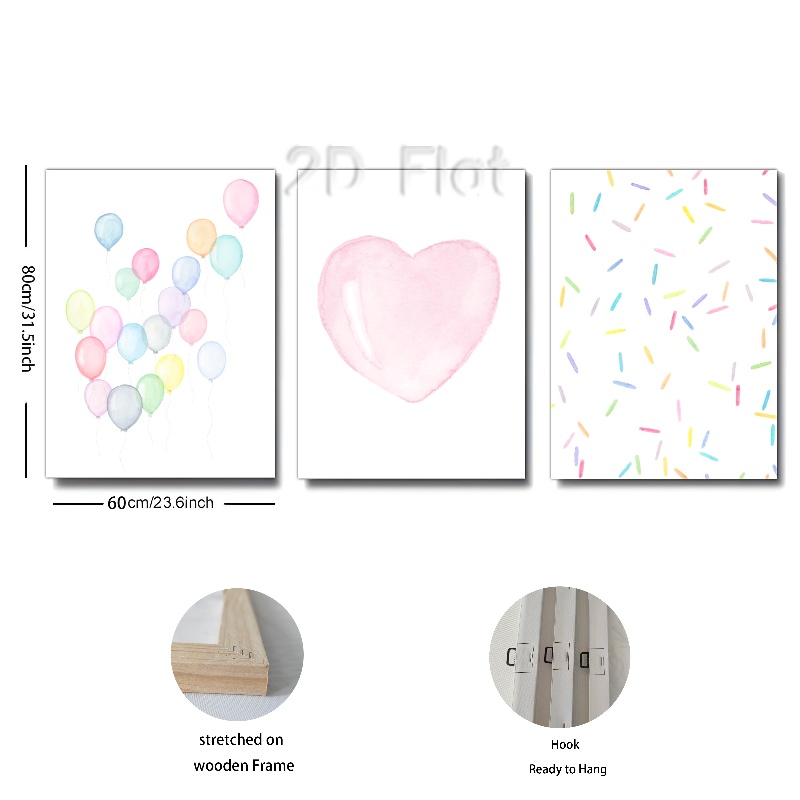 2D Flat
80cm/31.5inch
60cm/23.6inch
stretched on
wooden Frame
Hook
Ready to Hang